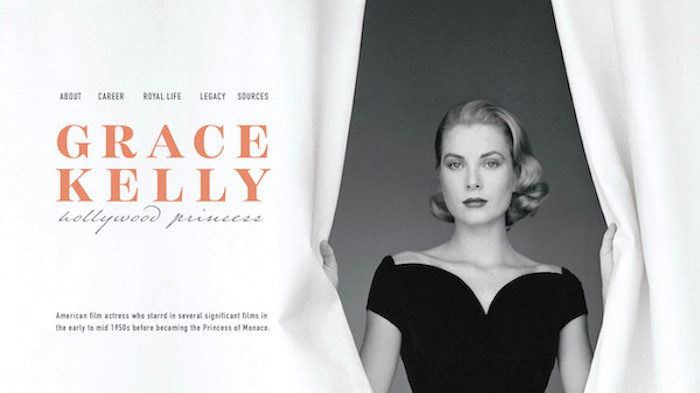 ABOUT CAREER ROYAL LIFE LEGACY SOURCES
GRACE
KELLY
hollywood princess
American film actress who starrd in several significant films in
the early to mid 1950s before becaming the Princess of Monaco.